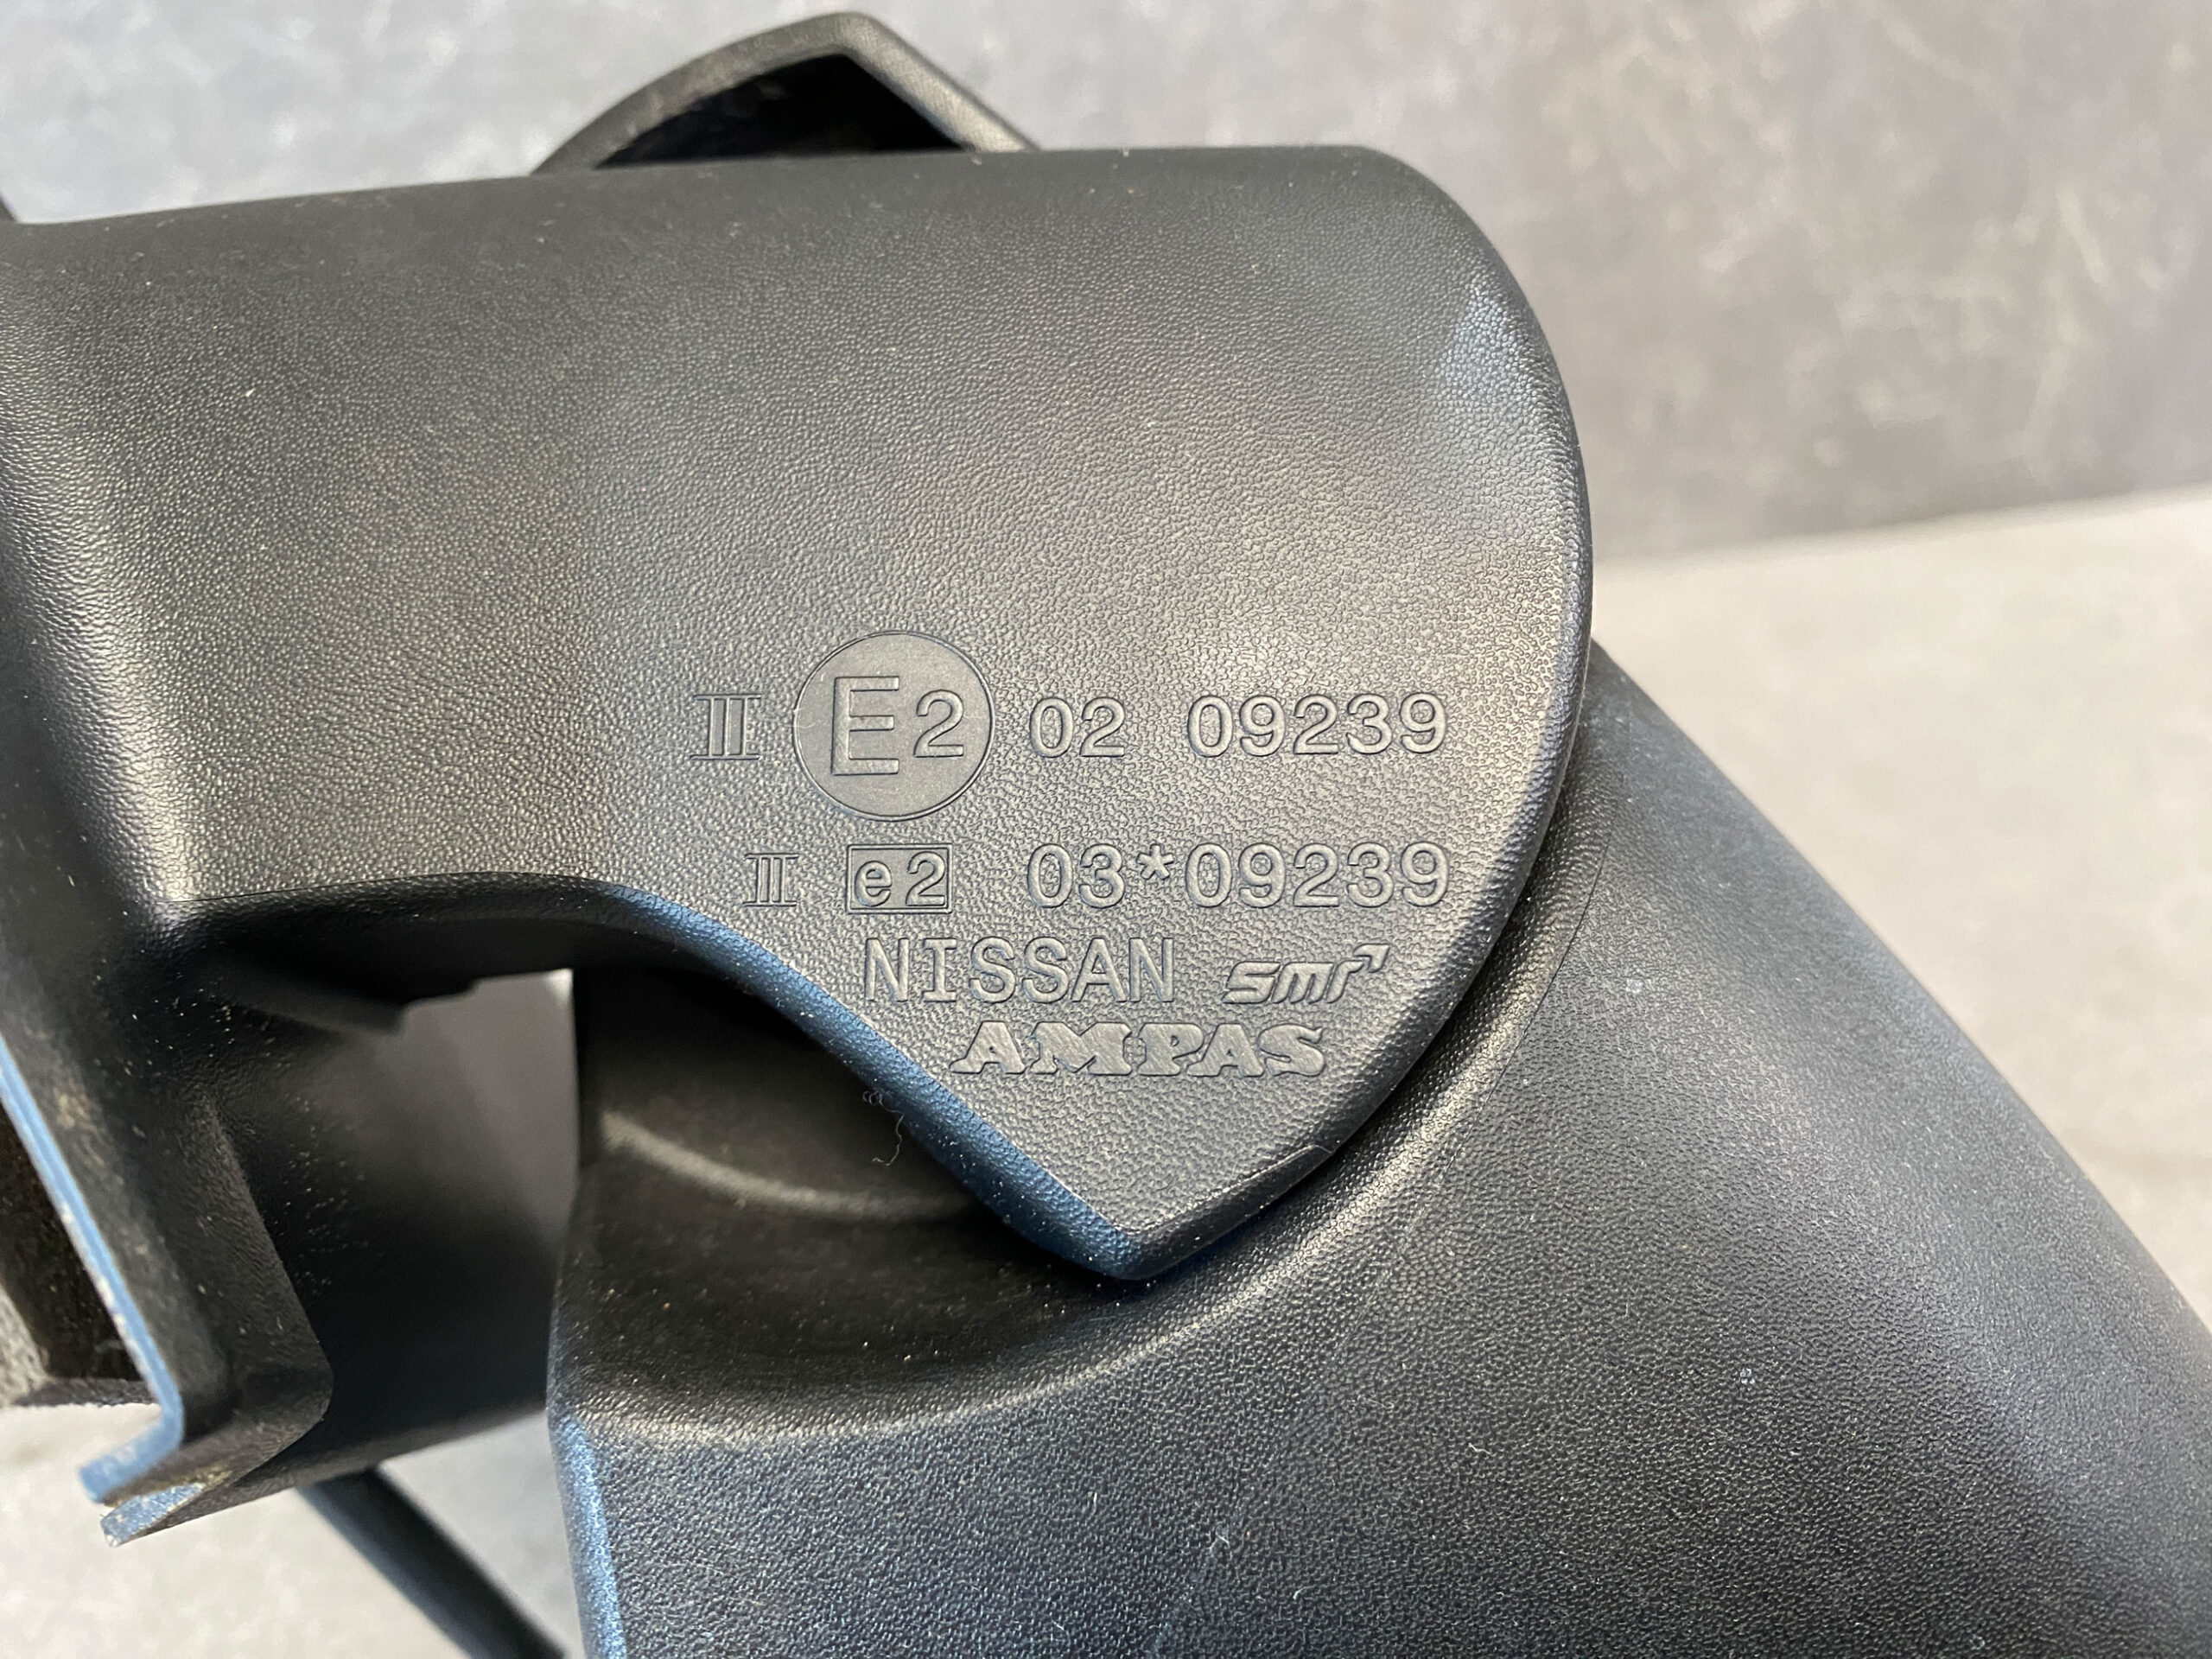 II E2 02 09239
II e2 03*09239
NISSAN smr
AMPAS